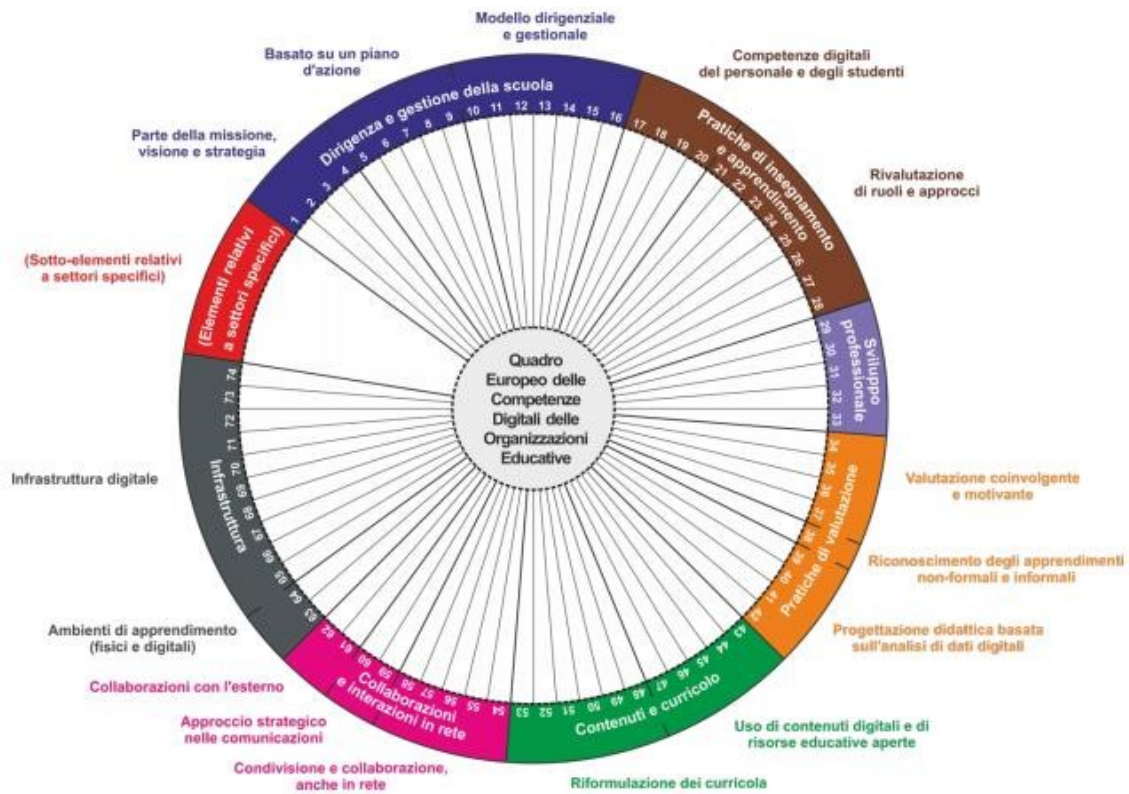 Modello dirigenziale
e gestionale
Basato su un piano
d'azione
Competenze digitali
del personale e degli studenti
Parte della missione,
visione e strategia
Rivalutazione
di ruoli e approcci
(Sotto-elementi relativi
a settori specifici)
Dirigenza e gestione della scuola
1 2 3 4 5 6 7 8 9 10 11 12 13 14 15 16
Pratiche di insegnamento
e apprendimento
17 18 19 20 21 22 23 24 25 26 27 28
Sviluppo
professionale
29 30 31 32 33
Pratiche di valutazione
34 35 36 37 38 39 40 41 42
Contenuti e curricolo
43 44 45 46 47 48 49 50 51 52 53
Collaborazioni
e interazioni in rete
54 55 56 57 58 59 60 61 62
Infrastruttura
63 64 65 66 67 68 69 70 71 72 73 74
(Elementi relativi
a settori specifici)
Quadro
Europeo delle
Competenze
Digitali delle
Organizzazioni
Educative
Infrastruttura digitale
Valutazione coinvolgente
e motivante
Riconoscimento degli apprendimenti
non-formali e informali
Ambienti di apprendimento
(fisici e digitali)
Progettazione didattica basata
sull'analisi di dati digitali
Collaborazioni con l'esterno
Approccio strategico
nelle comunicazioni
Uso di contenuti digitali e di
risorse educative aperte
Condivisione e collaborazione,
anche in rete
Riformulazione dei curricola